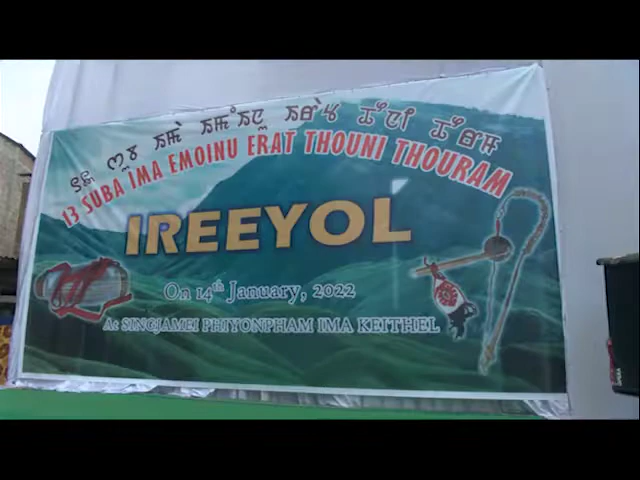 13 SUBA IMA EMOINU ERAT THOUNI THOURAM
IREEYOL
On 14th January, 2022
At SINGJAMEI PHIYONPHAM IMA KEITHEL